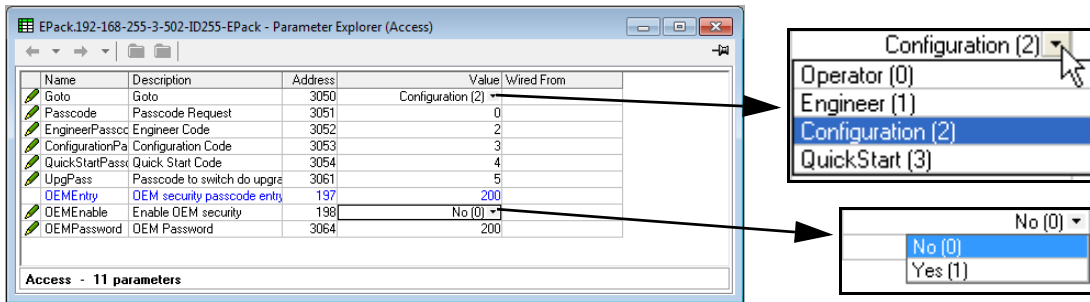 EPack.192-168-255-3-502-ID255-EPack - Parameter Explorer (Access)
Name Description Address Value Wired From
Goto Goto 3050 Configuration (2)
Passcode Passcode Request 3051 0
EngineerPassco Engineer Code 3052 2
ConfigurationPa Configuration Code 3053 3
QuickStartPassc Quick Start Code 3054 4
UpgPass Passcode to switch do upgra 3061 5
OEMEntry OEM security passcode entry 197 200
OEMEnable Enable OEM security 198 No (0)
OEMPassword OEM Password 3064 200
Access - 11 parameters
Configuration (2)
Operator (0)
Engineer (1)
Configuration (2)
QuickStart (3)
No (0)
No (0)
Yes (1)